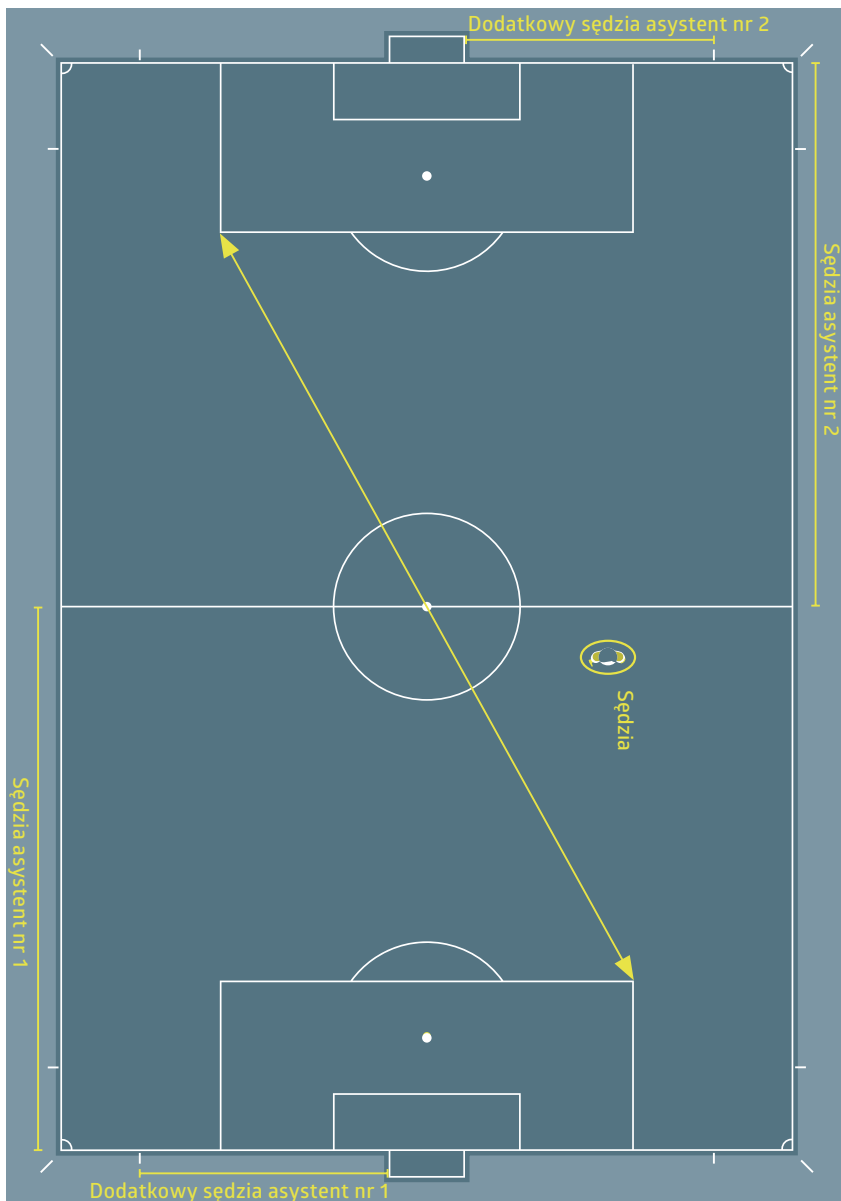 Dodatkowy sędzia asystent nr 2
Sędzia asystent nr 2
Sędzia
Sędzia asystent nr 1
Dodatkowy sędzia asystent nr 1